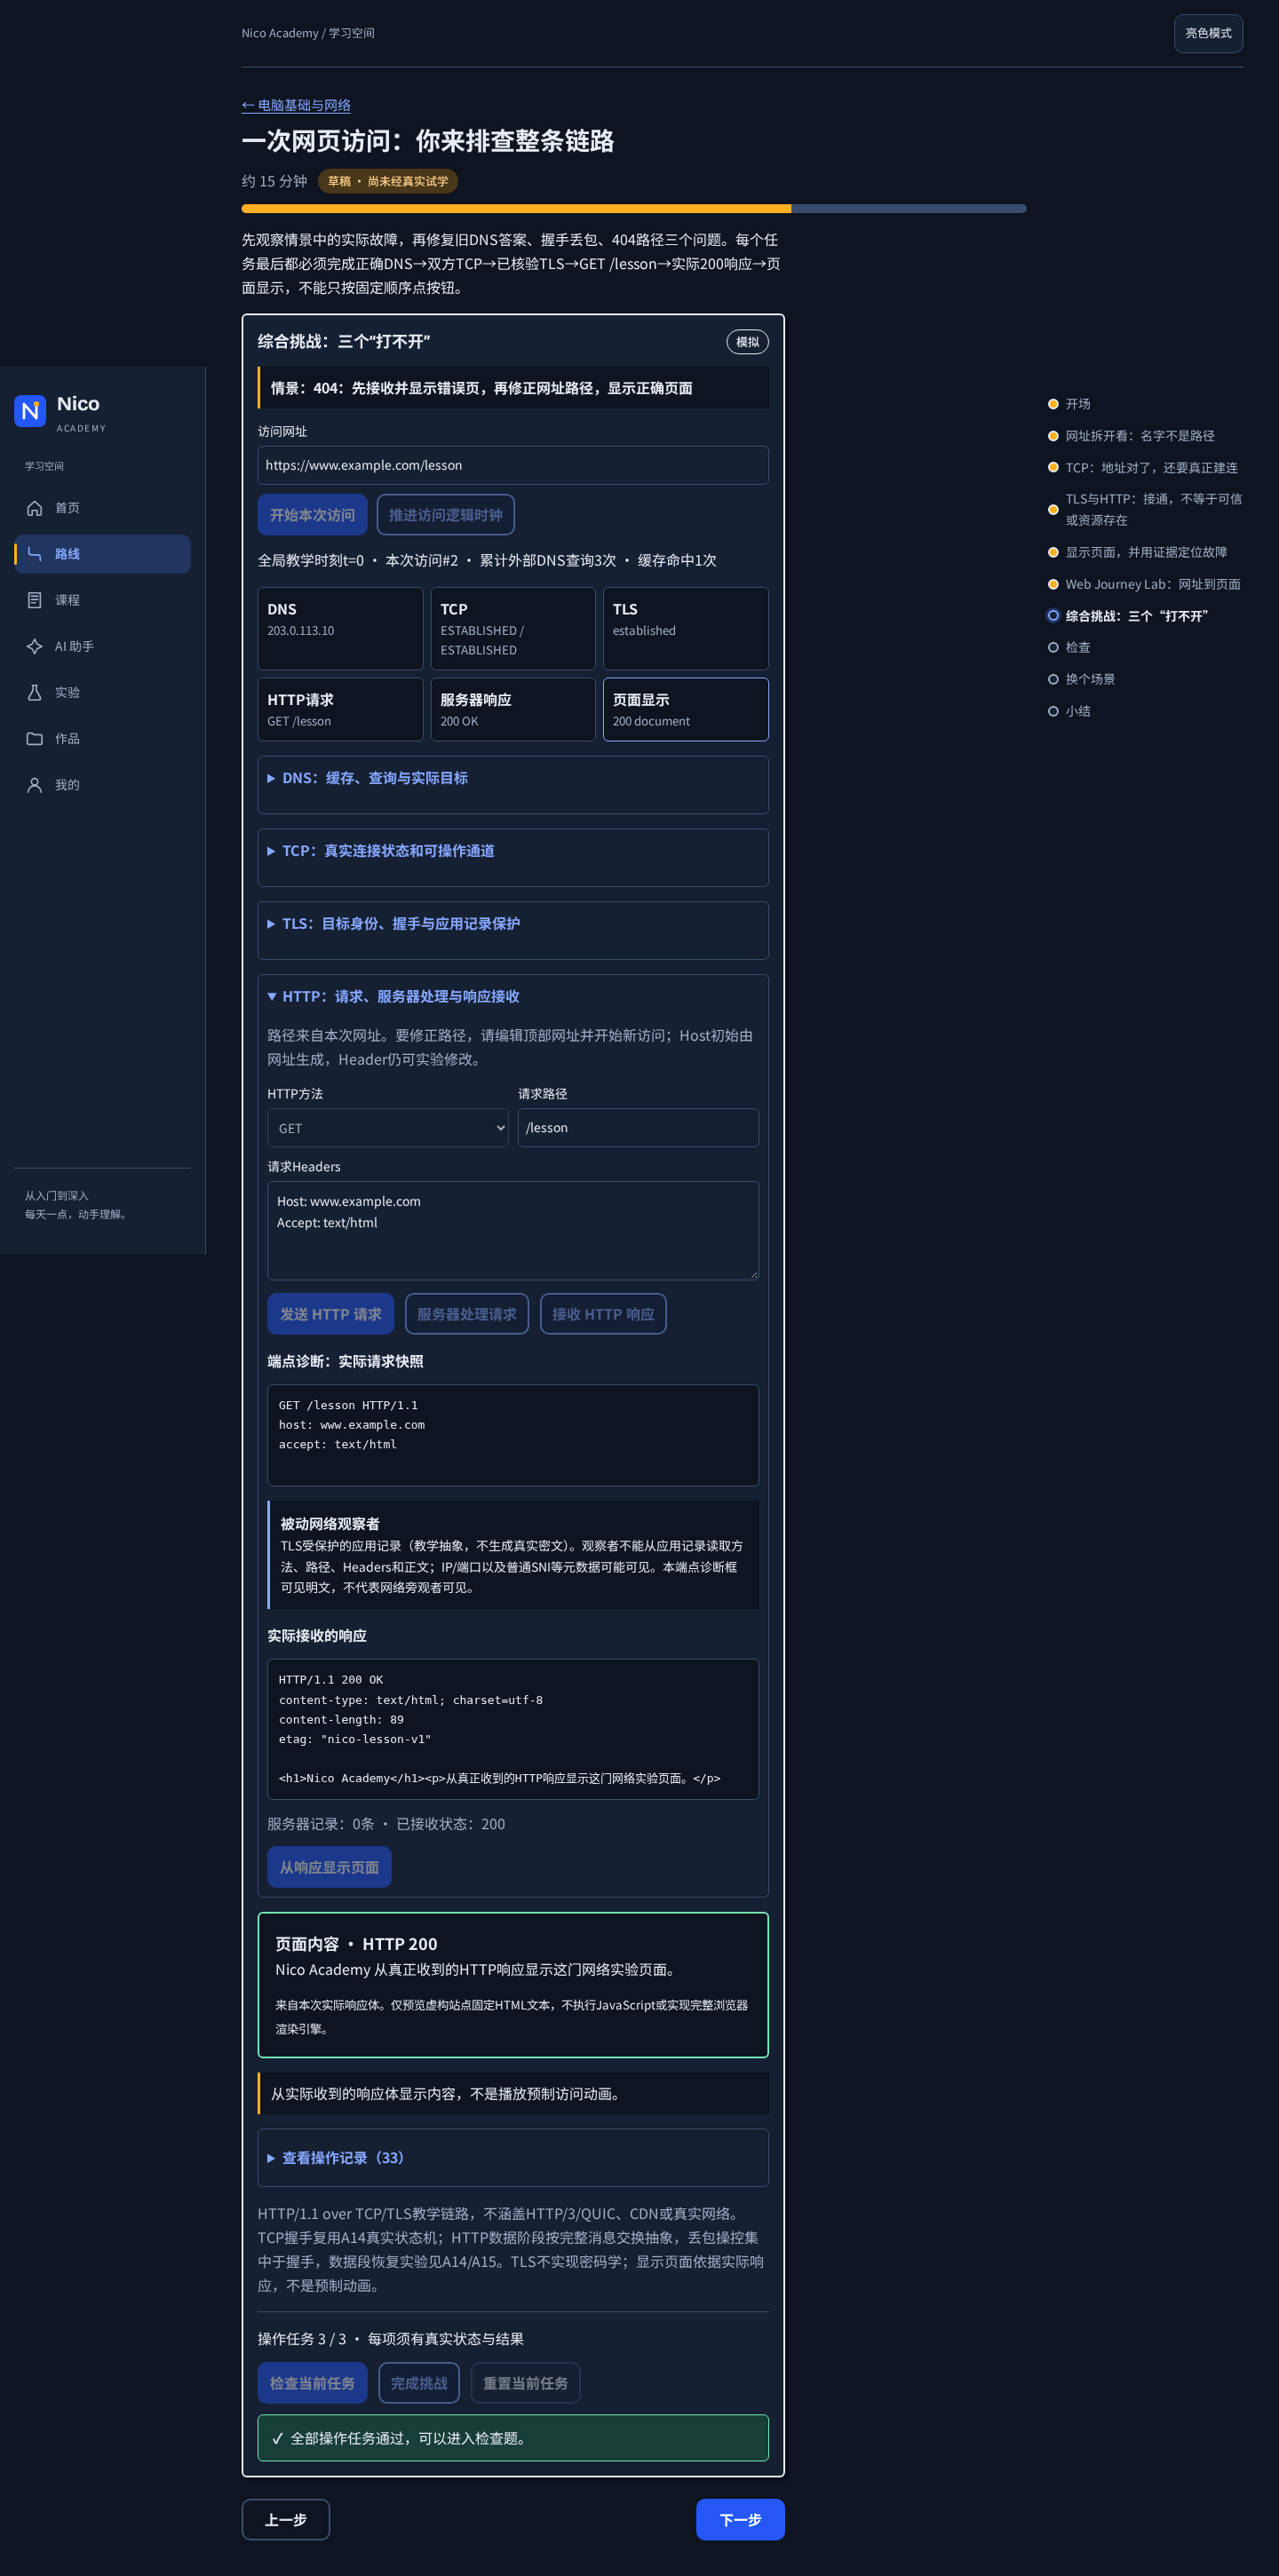 Nico Academy / 学习空间
亮色模式
← 电脑基础与网络
一次网页访问：你来排查整条链路
约 15 分钟
草稿 · 尚未经真实试学
先观察情景中的实际故障，再修复旧DNS答案、握手丢包、404路径三个问题。每个任
务最后都必须完成正确DNS→双方TCP→已核验TLS→GET /lesson→实际200响应→页
面显示，不能只按固定顺序点按钮。
综合挑战：三个“打不开”
模拟
情景：404：先接收并显示错误页，再修正网址路径，显示正确页面
访问网址
https://www.example.com/lesson
开始本次访问
推进访问逻辑时钟
全局教学时刻t=0 · 本次访问#2 · 累计外部DNS查询3次 · 缓存命中1次
DNS
203.0.113.10
TCP
ESTABLISHED /
ESTABLISHED
TLS
established
HTTP请求
GET /lesson
服务器响应
200 OK
页面显示
200 document
▶ DNS：缓存、查询与实际目标
▶ TCP：真实连接状态和可操作通道
▶ TLS：目标身份、握手与应用记录保护
▼ HTTP：请求、服务器处理与响应接收
路径来自本次网址。要修正路径，请编辑顶部网址并开始新访问；Host初始由
网址生成，Header仍可实验修改。
HTTP方法
请求路径
GET
/lesson
请求Headers
Host: www.example.com
Accept: text/html
发送 HTTP 请求
服务器处理请求
接收 HTTP 响应
端点诊断：实际请求快照
GET /lesson HTTP/1.1
host: www.example.com
accept: text/html
被动网络观察者
TLS受保护的应用记录（教学抽象，不生成真实密文）。观察者不能从应用记录读取方
法、路径、Headers和正文；IP/端口以及普通SNI等元数据可能可见。本端点诊断框
可见明文，不代表网络旁观者可见。
实际接收的响应
HTTP/1.1 200 OK
content-type: text/html; charset=utf-8
content-length: 89
etag: "nico-lesson-v1"
<h1>Nico Academy</h1><p>从真正收到的HTTP响应显示这门网络实验页面。</p>
服务器记录：0条 · 已接收状态：200
从响应显示页面
页面内容 · HTTP 200
Nico Academy 从真正收到的HTTP响应显示这门网络实验页面。
来自本次实际响应体。仅预览虚构站点固定HTML文本，不执行JavaScript或实现完整浏览器
渲染引擎。
从实际收到的响应体显示内容，不是播放预制访问动画。
▶ 查看操作记录（33）
HTTP/1.1 over TCP/TLS教学链路，不涵盖HTTP/3/QUIC、CDN或真实网络。
TCP握手复用A14真实状态机；HTTP数据阶段按完整消息交换抽象，丢包操控集
中于握手，数据段恢复实验见A14/A15。TLS不实现密码学；显示页面依据实际响
应，不是预制动画。
操作任务 3 / 3 · 每项须有真实状态与结果
检查当前任务
完成挑战
重置当前任务
✓ 全部操作任务通过，可以进入检查题。
上一步
下一步
Nico
ACADEMY
学习空间
首页
路线
课程
AI 助手
实验
作品
我的
从入门到深入
每天一点，动手理解。
开场
网址拆开看：名字不是路径
TCP：地址对了，还要真正建连
TLS与HTTP：接通，不等于可信
或资源存在
显示页面，并用证据定位故障
Web Journey Lab：网址到页面
综合挑战：三个“打不开”
检查
换个场景
小结